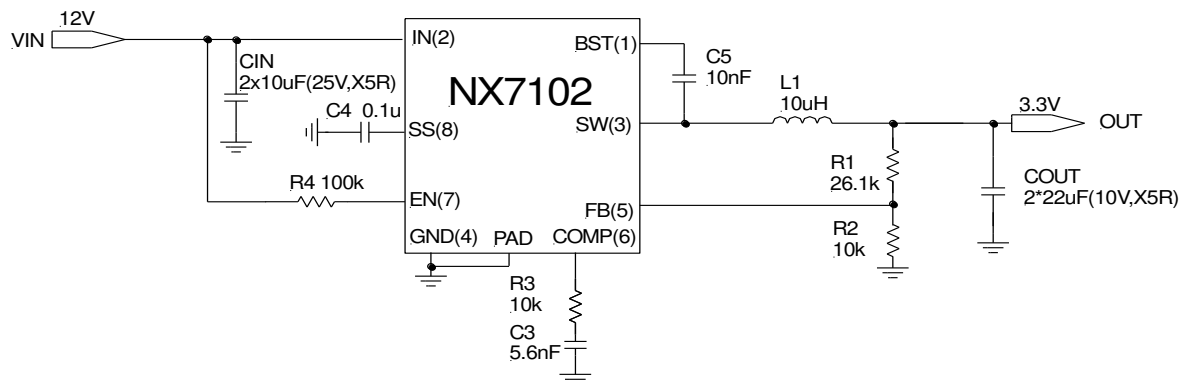 12V
VIN
CIN
2x10uF(25V,X5R)
C4 0.1u
R4 100k
IN(2)
BST(1)
NX7102
SS(8)
SW(3)
EN(7)
FB(5)
GND(4) PAD COMP(6)
C5
10nF
L1
10uH
3.3V
OUT
R1
26.1k
COUT
2*22uF(10V,X5R)
R2
10k
R3
10k
C3
5.6nF